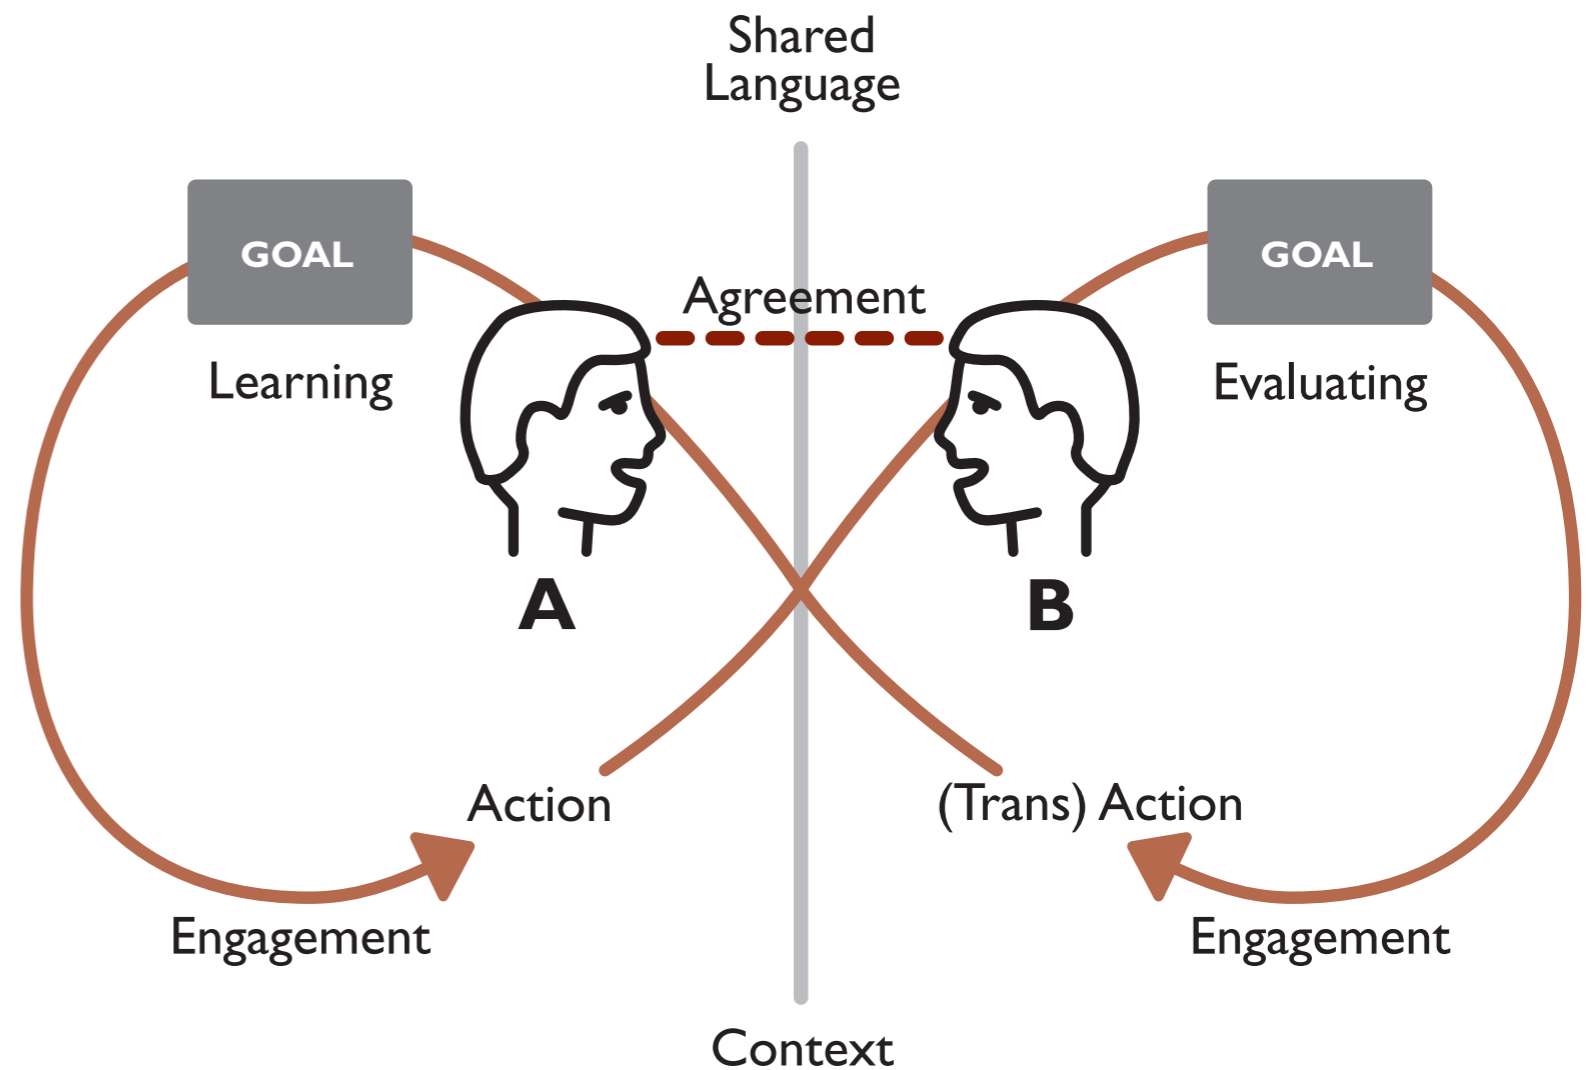 Shared
Language
GOAL
GOAL
Agreement
Learning
Evaluating
A
B
Action
(Trans) Action
Engagement
Engagement
Context